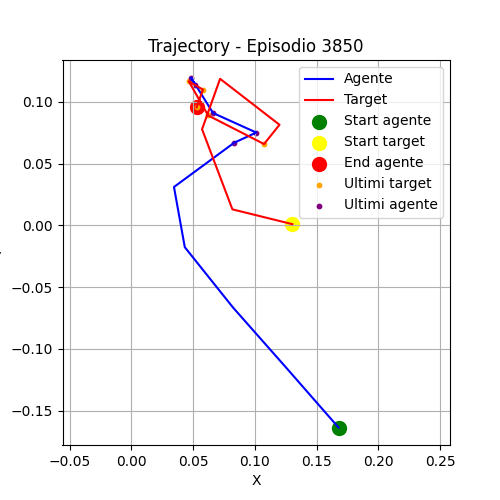 Trajectory - Episodio 3850
Agente
Target
Start agente
Start target
End agente
Ultimi target
Ultimi agente
0.10
0.05
0.00
−0.05
−0.10
−0.15
−0.05
0.00
0.05
0.10
0.15
0.20
0.25
X